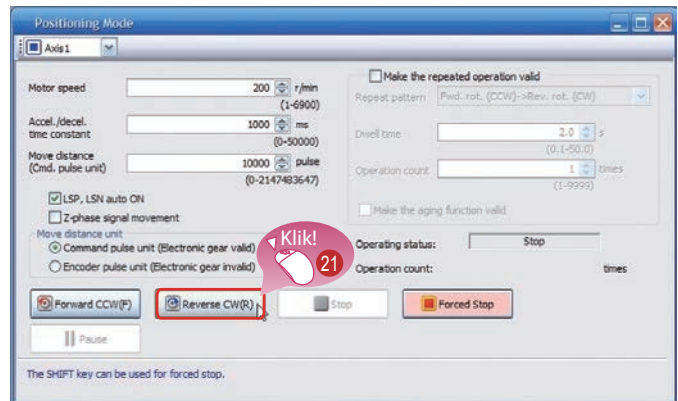 Positioning Mode
Axis1
Motor speed 200 r/min
(1-6900)
Accel./decel. time constant 1000 ms
(0-50000)
Move distance (Cmd. pulse unit) 10000 pulse
(0-2147483647)
LSP, LSN auto ON
Z-phase signal movement
Move distance unit
Command pulse unit (Electronic gear valid)
Encoder pulse unit (Electronic gear invalid)
Make the repeated operation valid
Repeat pattern Fwd. rot. (CCW)->Rev. rot. (CW)
Dwell time 2.0 s
(0.1-50.0)
Operation count 1 times
(1-9999)
Make the aging function valid
Operating status: Stop
Operation count: times
Klik!
21
Forward CCW(F) Reverse CW(R) Stop Forced Stop
Pause
The SHIFT key can be used for forced stop.